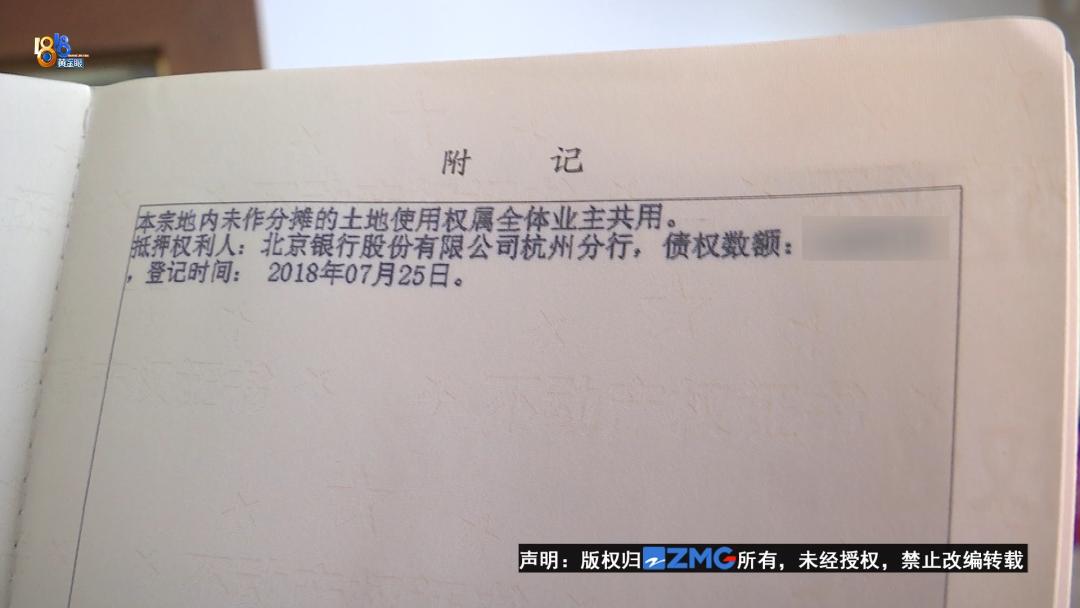 1818
黄金眼
附 记
本宗地内未作分摊的土地使用权属全体业主共用。
抵押权利人：北京银行股份有限公司杭州分行，债权数额：
，登记时间： 2018年07月25日。
声明：版权归ZMG所有，未经授权，禁止改编转载